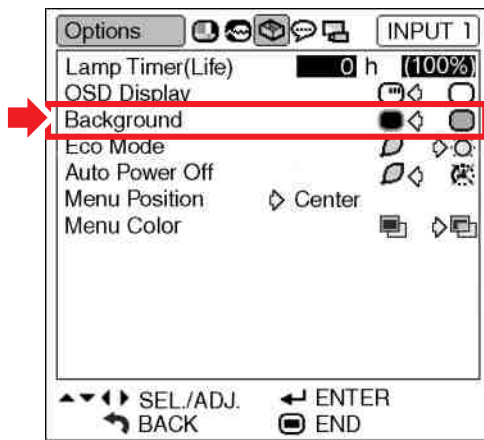 Options INPUT 1
Lamp Timer(Life) 0 h (100%)
OSD Display
Background
Eco Mode
Auto Power Off
Menu Position Center
Menu Color
SEL./ADJ. ENTER
BACK END